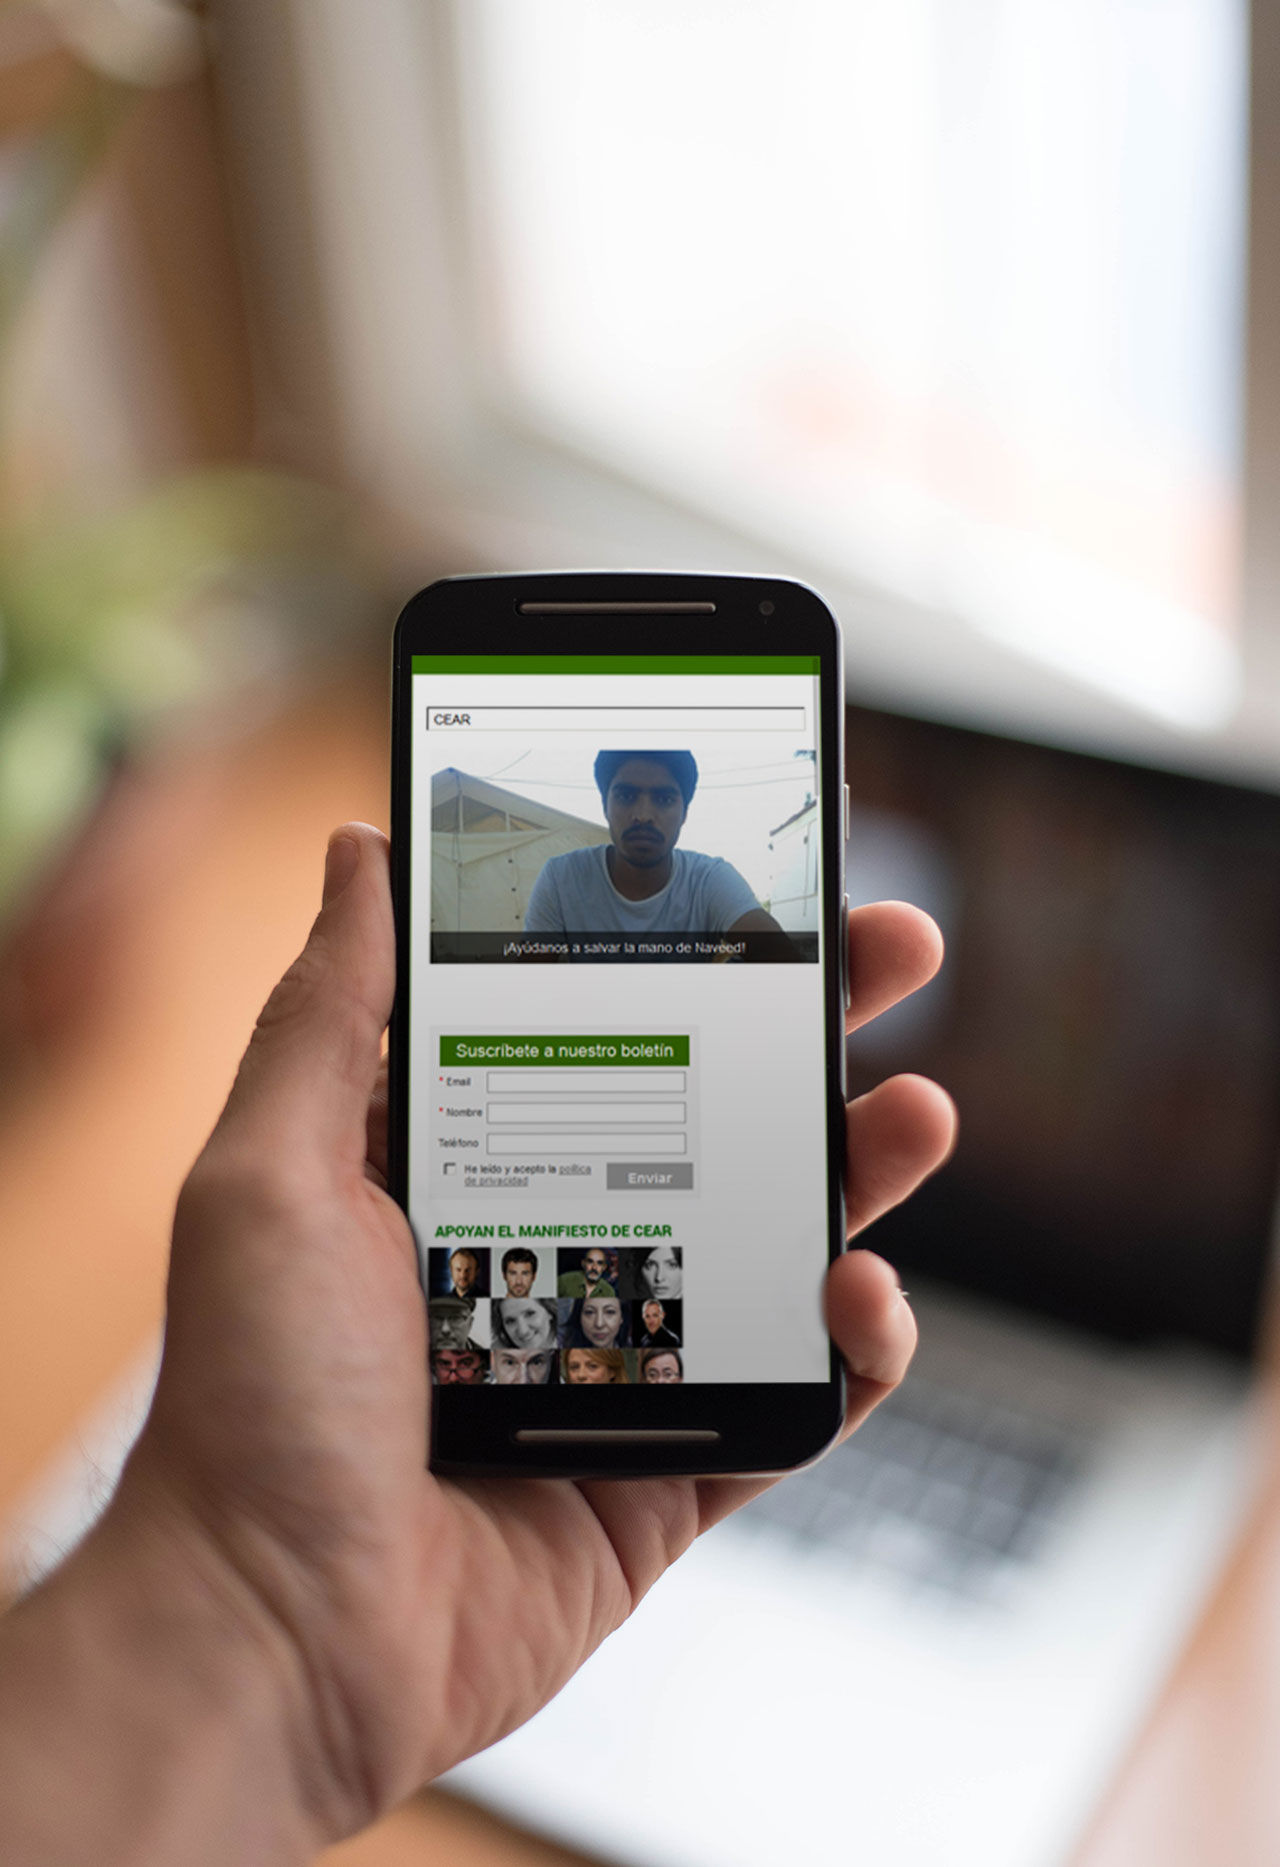 CEAR
¡Ayúdanos a salvar la mano de Naveed!
Suscríbete a nuestro boletín
* Email
* Nombre
Teléfono
He leído y acepto la política
de privacidad
Enviar
APOYAN EL MANIFIESTO DE CEAR